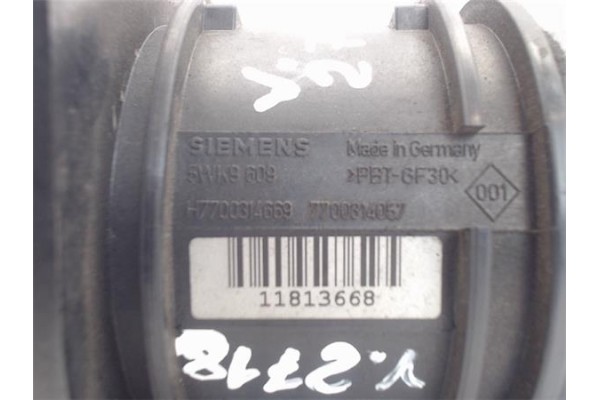 SIEMENS Made in Germany
5WK9 609 >PBT-GF30<
001
H7700314669 7700314057
11813668
V.2718